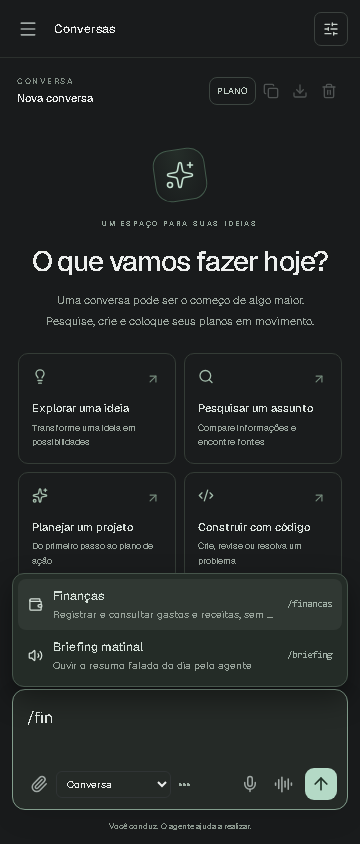 Conversas
CONVERSA
Nova conversa
PLANO
UM ESPAÇO PARA SUAS IDEIAS
O que vamos fazer hoje?
Uma conversa pode ser o começo de algo maior.
Pesquise, crie e coloque seus planos em movimento.
Explorar uma ideia
Transforme uma ideia em
possibilidades
Pesquisar um assunto
Compare informações e
encontre fontes
Planejar um projeto
Do primeiro passo ao plano de
ação
Construir com código
Crie, revise ou resolva um
problema
Finanças
Registrar e consultar gastos e receitas, sem …
/financas
Briefing matinal
Ouvir o resumo falado do dia pelo agente
/briefing
/fin
Conversa
Você conduz. O agente ajuda a realizar.